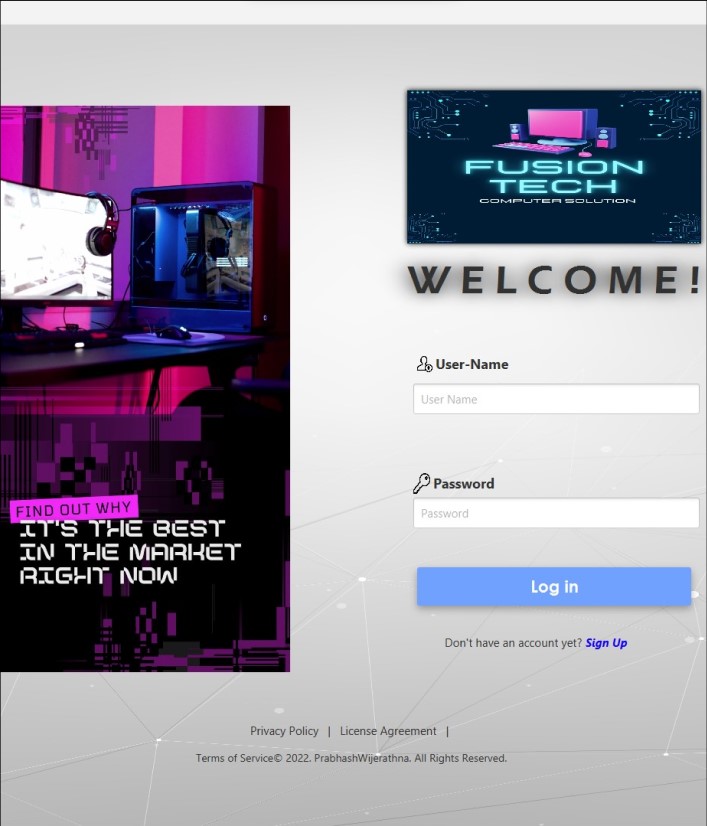 FUSION
TECH
COMPUTER SOLUTION
WELCOME!
User-Name
User Name
Password
Password
Log in
Don't have an account yet? Sign Up
FIND OUT WHY
IT'S THE BEST
IN THE MARKET
RIGHT NOW
Privacy Policy | License Agreement |
Terms of Service© 2022. PrabhashWijerathna. All Rights Reserved.